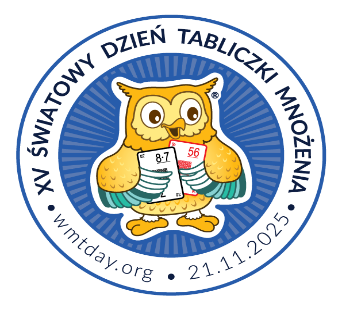 XV ŚWIATOWY DZIEŃ TABLICZKI MNOŻENIA
®
8·7
56
• wmtday.org • 21.11.2025 •